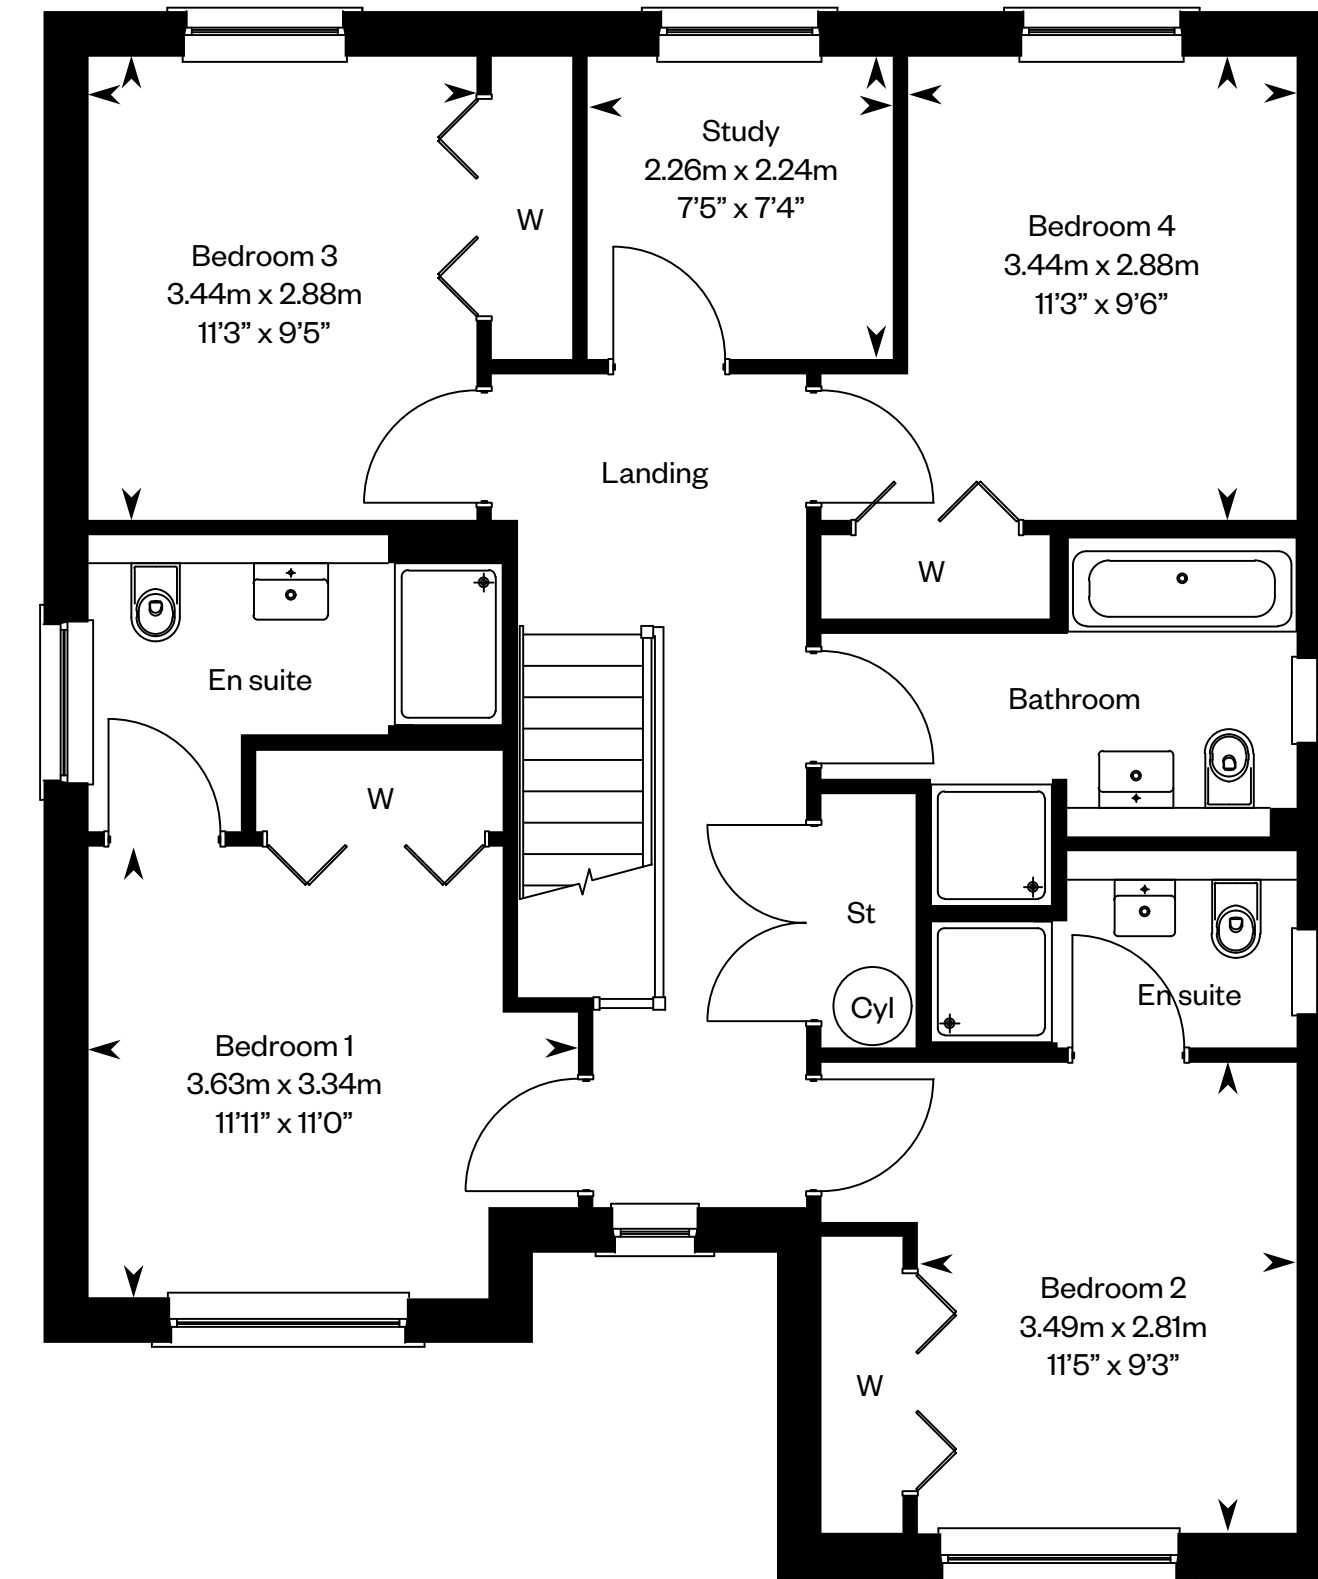 Study
2.26m x 2.24m
7’5” x 7’4”
W
Bedroom 4
3.44m x 2.88m
11’3” x 9’6”
Bedroom 3
3.44m x 2.88m
11’3” x 9’5”
Landing
W
En suite
Bathroom
W
St
Cyl
En suite
Bedroom 1
3.63m x 3.34m
11’11” x 11’0”
Bedroom 2
3.49m x 2.81m
11’5” x 9’3”
W